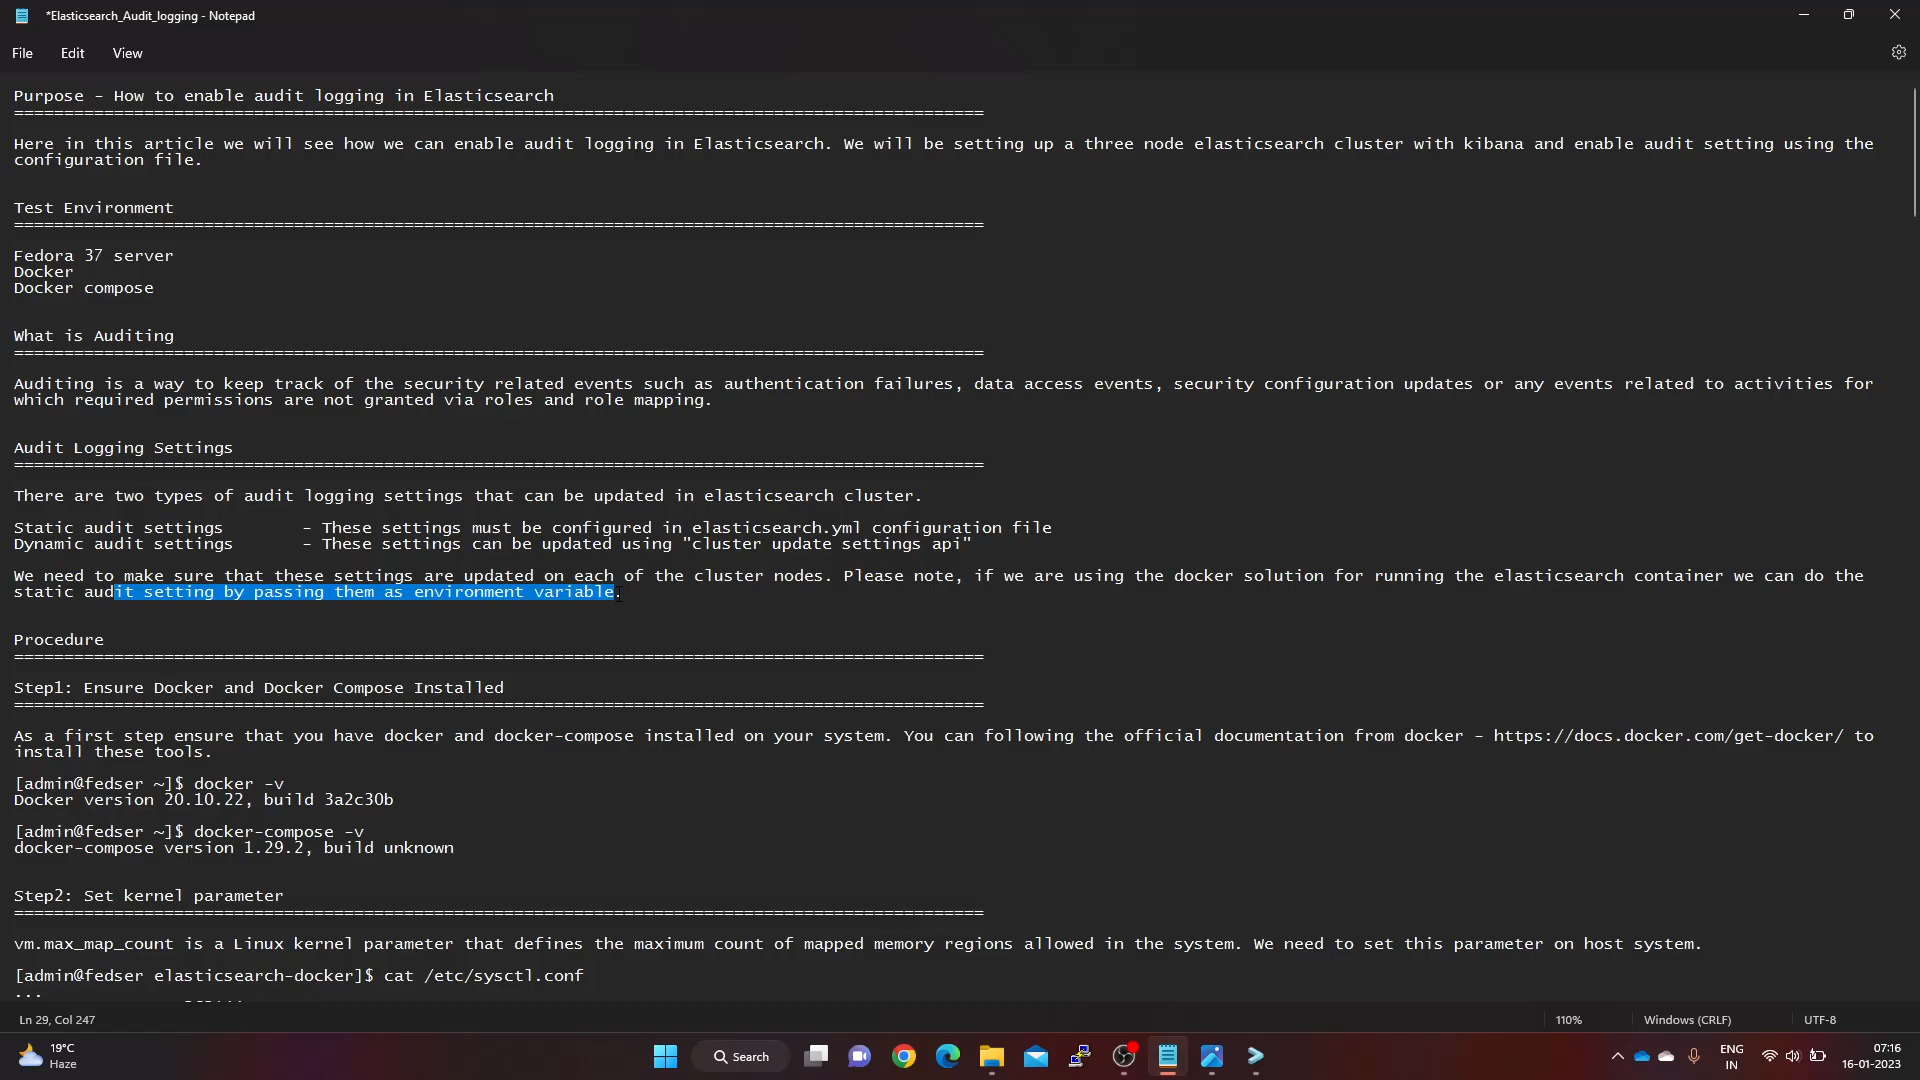 *Elasticsearch_Audit_logging - Notepad
File Edit View
Purpose - How to enable audit logging in Elasticsearch
=================================================================================================
Here in this article we will see how we can enable audit logging in Elasticsearch. We will be setting up a three node elasticsearch cluster with kibana and enable audit setting using the
configuration file.
Test Environment
=================================================================================================
Fedora 37 server
Docker
Docker compose
What is Auditing
=================================================================================================
Auditing is a way to keep track of the security related events such as authentication failures, data access events, security configuration updates or any events related to activities for
which required permissions are not granted via roles and role mapping.
Audit Logging Settings
=================================================================================================
There are two types of audit logging settings that can be updated in elasticsearch cluster.
Static audit settings - These settings must be configured in elasticsearch.yml configuration file
Dynamic audit settings - These settings can be updated using "cluster update settings api"
We need to make sure that these settings are updated on each of the cluster nodes. Please note, if we are using the docker solution for running the elasticsearch container we can do the
static audit setting by passing them as environment variable.
Procedure
=================================================================================================
Step1: Ensure Docker and Docker Compose Installed
=================================================================================================
As a first step ensure that you have docker and docker-compose installed on your system. You can following the official documentation from docker - https://docs.docker.com/get-docker/ to
install these tools.
[admin@fedser ~]$ docker -v
Docker version 20.10.22, build 3a2c30b
[admin@fedser ~]$ docker-compose -v
docker-compose version 1.29.2, build unknown
Step2: Set kernel parameter
=================================================================================================
vm.max_map_count is a Linux kernel parameter that defines the maximum count of mapped memory regions allowed in the system. We need to set this parameter on host system.
[admin@fedser elasticsearch-docker]$ cat /etc/sysctl.conf
...
Ln 29, Col 247 110% Windows (CRLF) UTF-8
19°C
Haze
Search
ENG
IN
07:16
16-01-2023